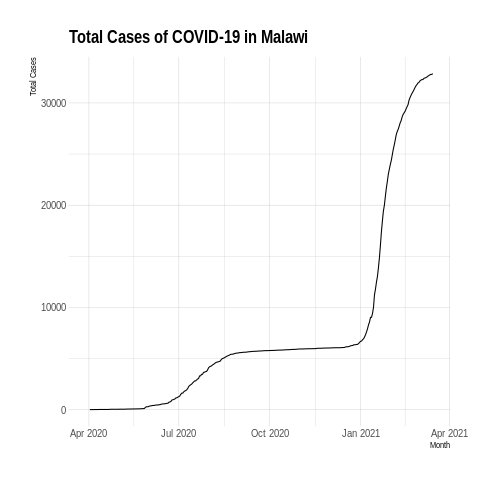 Total Cases of COVID-19 in Malawi
Total Cases
30000
20000
10000
0
Apr 2020 Jul 2020 Oct 2020 Jan 2021 Apr 2021
Month